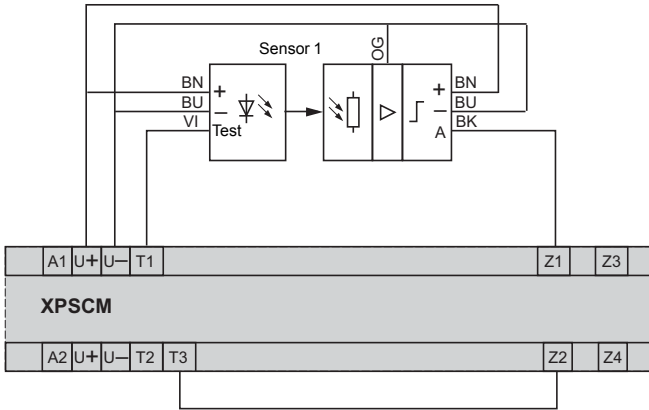 Sensor 1
OG
BN
+
BN
BU
−
+
BU
VI
Test
−
BK
A
A1 U+ U− T1 Z1 Z3
XPSCM
A2 U+ U− T2 T3 Z2 Z4